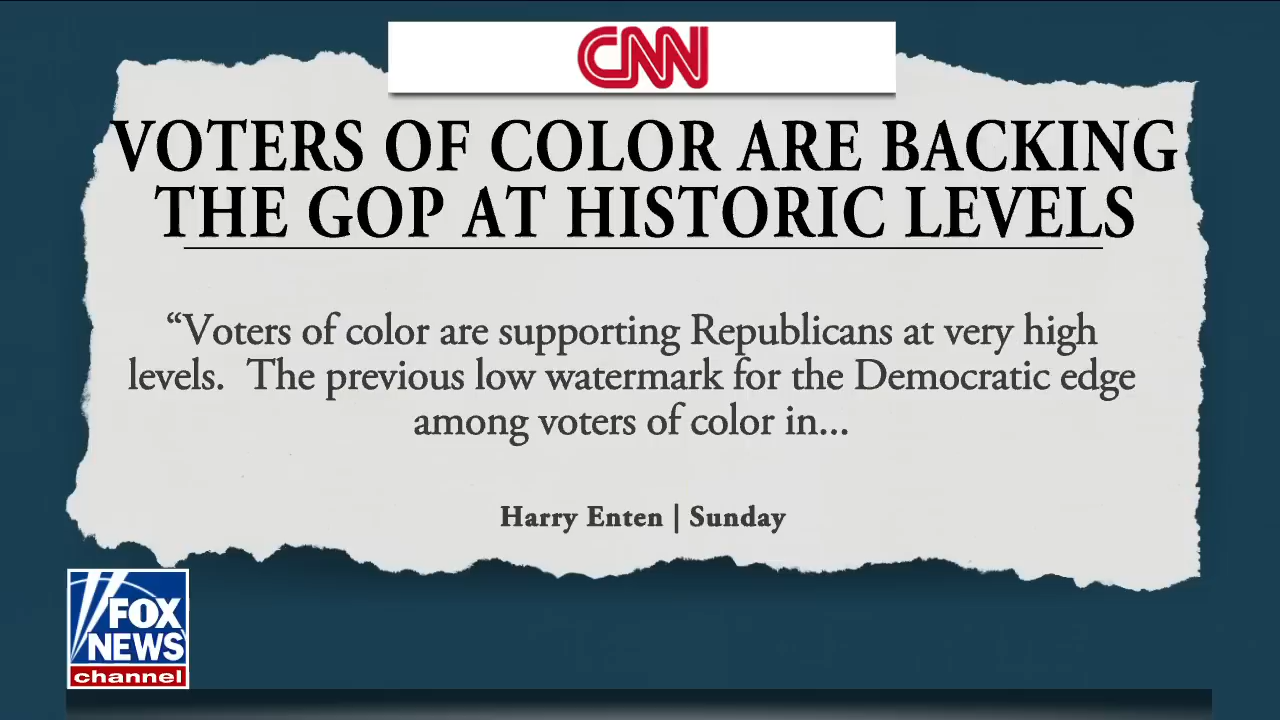 CNN
VOTERS OF COLOR ARE BACKING
THE GOP AT HISTORIC LEVELS
“Voters of color are supporting Republicans at very high
levels.  The previous low watermark for the Democratic edge
among voters of color in...
Harry Enten | Sunday
FOX
NEWS
channel